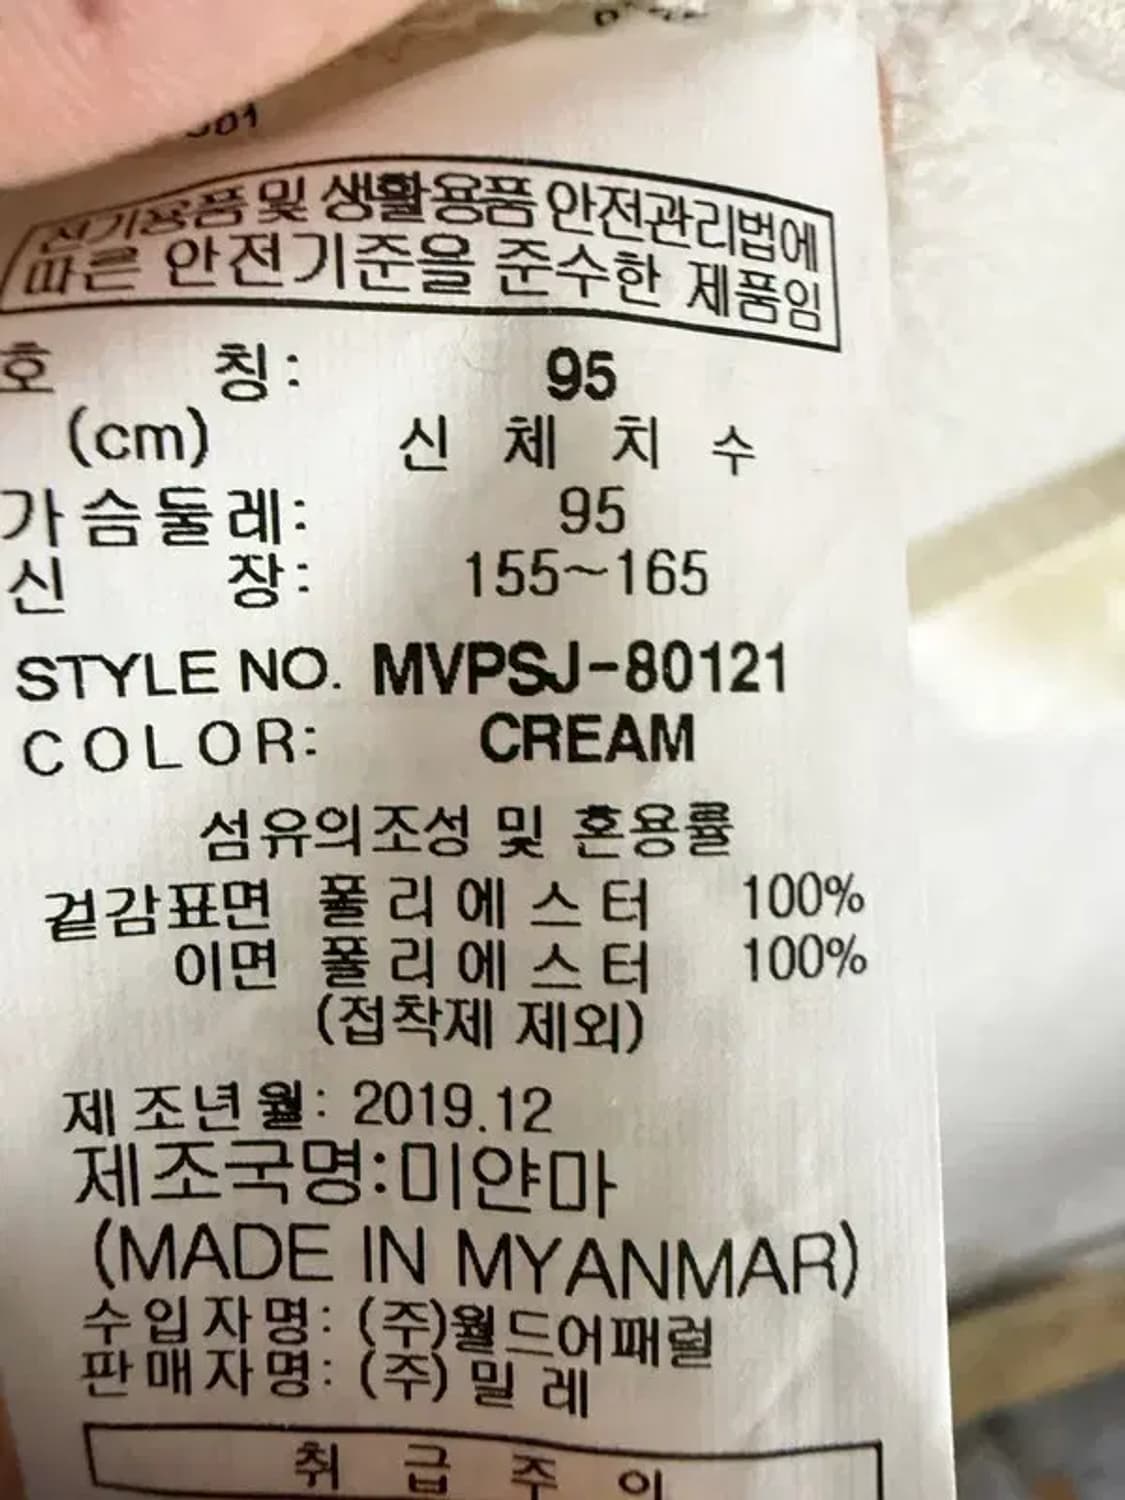 전기용품및 생활용품 안전관리법에
따른 안전기준을 준수한 제품임
호 칭: 95
(cm) 신 체 치 수
가슴둘레: 95
신 장: 155~165
STYLE NO. MVPSJ-80121
COLOR: CREAM
섬유의조성 및 혼용률
겉감표면 폴리에스터 100%
이면 폴리에스터 100%
(접착제 제외)
제조년월: 2019.12
제조국명:미얀마
(MADE IN MYANMAR)
수입자명: (주)월드어패럴
판매자명: (주) 밀 레
취 급 주 의